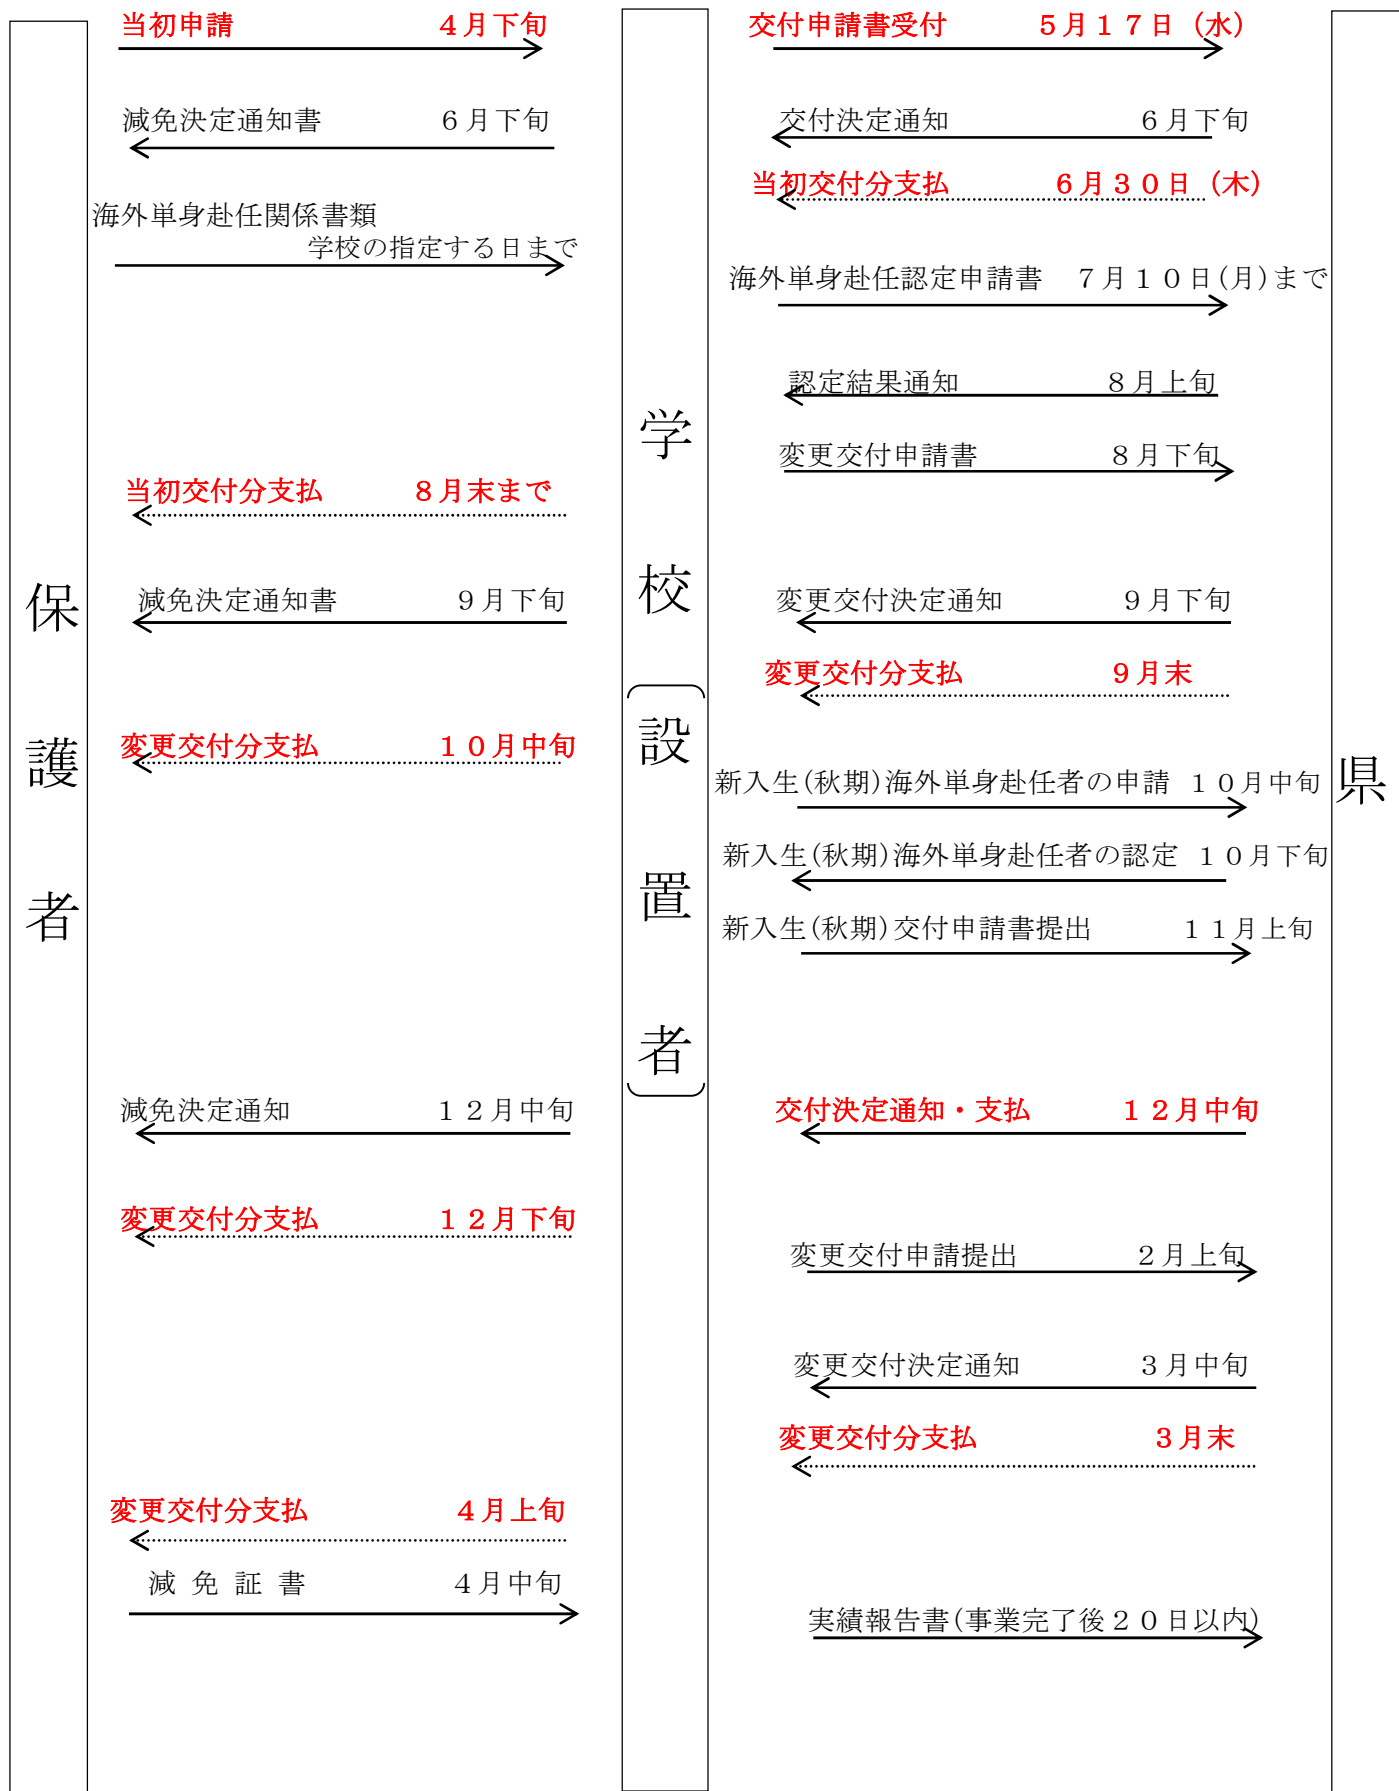 当初申請　４月下旬
交付申請書受付　５月１７日（水）
減免決定通知書　６月下旬
交付決定通知　６月下旬
当初交付分支払　６月３０日（木）
海外単身赴任関係書類
学校の指定する日まで
海外単身赴任認定申請書　７月１０日(月)まで
認定結果通知　８月上旬
変更交付申請書　８月下旬
当初交付分支払　８月末まで
減免決定通知書　９月下旬
変更交付決定通知　９月下旬
変更交付分支払　９月末
変更交付分支払　１０月中旬
新入生(秋期)海外単身赴任者の申請　１０月中旬
新入生(秋期)海外単身赴任者の認定　１０月下旬
新入生(秋期)交付申請書提出　１１月上旬
減免決定通知　１２月中旬
交付決定通知・支払　１２月中旬
変更交付分支払　１２月下旬
変更交付申請提出　２月上旬
変更交付決定通知　３月中旬
変更交付分支払　３月末
変更交付分支払　４月上旬
減 免 証 書　４月中旬
実績報告書(事業完了後２０日以内)
保護者
学校（設置者）
県